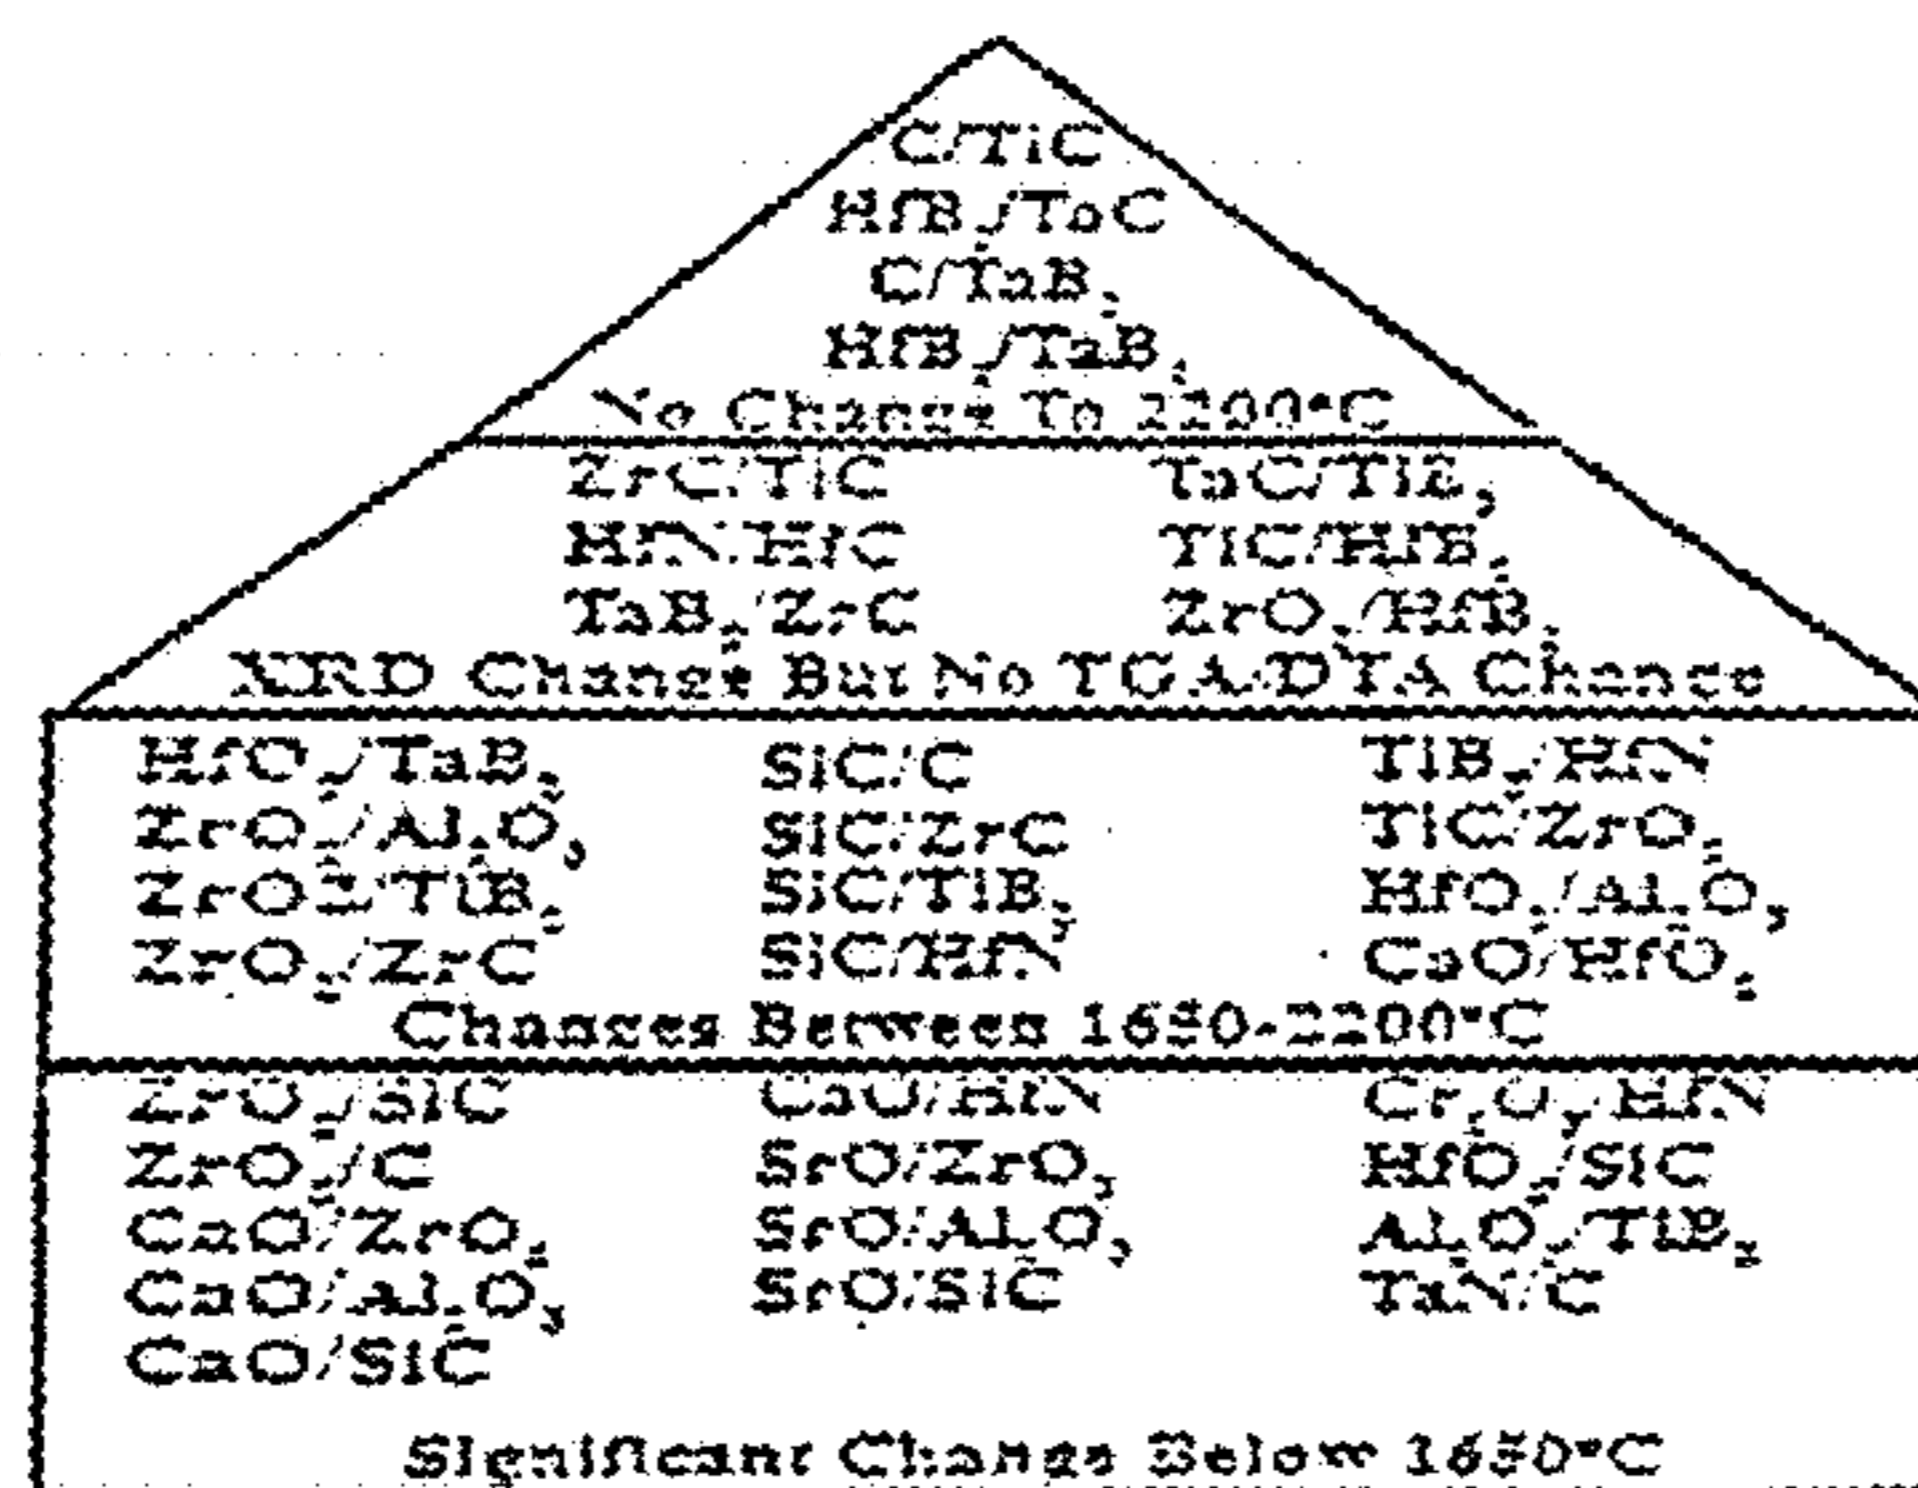 C/TiC
HfB₂/TaC
C/TaB₂
HfB₂/TaB₂
No Change To 2200°C
ZrC/TiC TaC/TiB₂
HfN/HfC TiC/HfB₂
TaB₂/ZrC ZrO₂/HfB₂
XRD Change But No TGA/DTA Change
HfO₂/TaB₂ SiC/C TiB₂/HfN
ZrO₂/Al₂O₃ SiC/ZrC TiC/ZrO₂
ZrO2/TiB₂ SiC/TiB₂ HfO₂/Al₂O₃
ZrO₂/ZrC SiC/HfN CaO/HfO₂
Changes Between 1650-2200°C
ZrO₂/SiC CaO/HfN Cr₂O₃/HfN
ZrO₂/C SrO/ZrO₂ HfO₂/SiC
CaO/ZrO₂ SrO/Al₂O₃ Al₂O₃/TiB₂
CaO/Al₂O₃ SrO/SiC TaN/C
CaO/SiC
Significant Change Below 1650°C